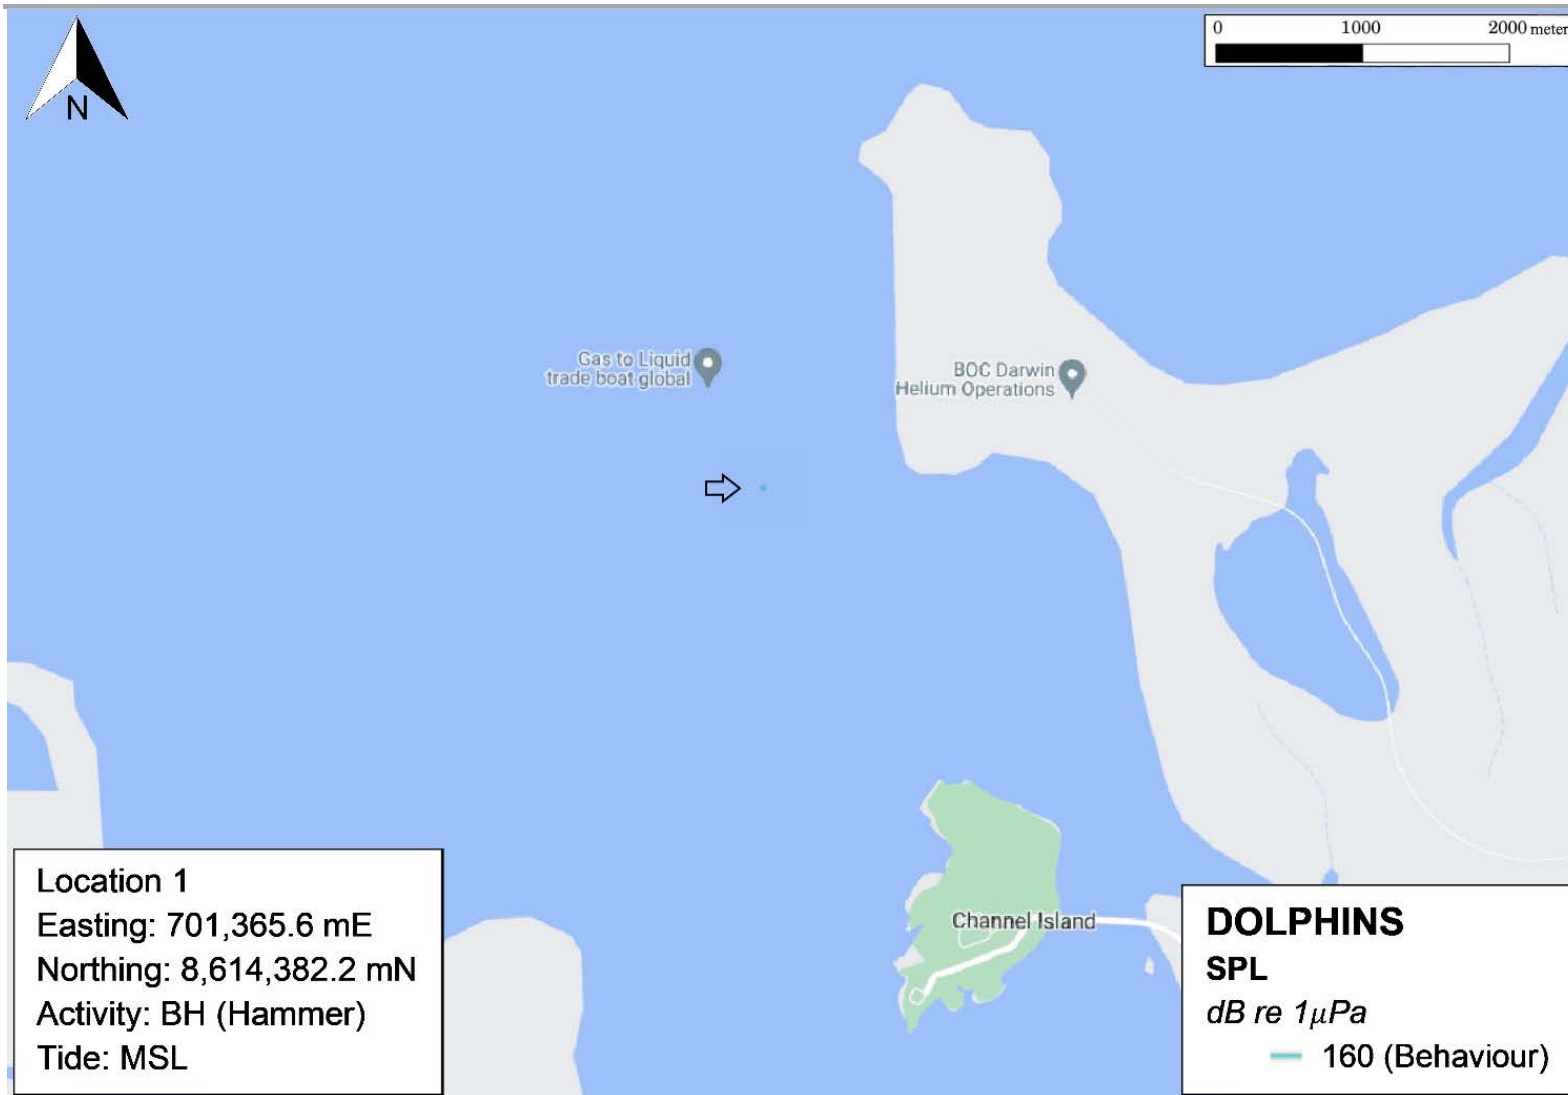 N
0 1000 2000 meter
Gas to Liquid
trade boat global
BOC Darwin
Helium Operations
Channel Island
Location 1
Easting: 701,365.6 mE
Northing: 8,614,382.2 mN
Activity: BH (Hammer)
Tide: MSL
DOLPHINS
SPL
dB re 1μPa
160 (Behaviour)